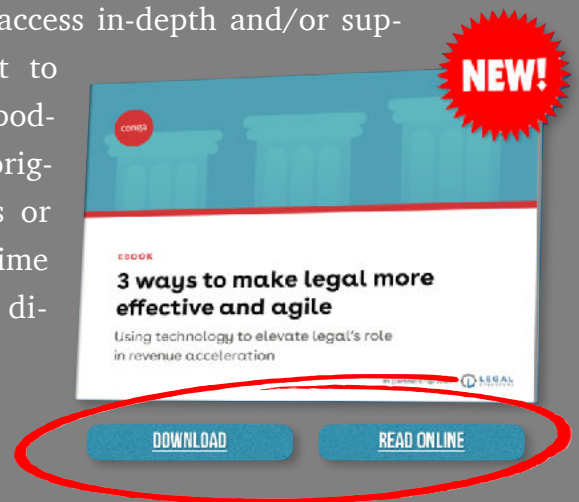 access in-depth and/or sup-
t to
pod-
orig-
s or
ime
di-
NEW!
conga
EBOOK
3 ways to make legal more
effective and agile
Using technology to elevate legal's role
in revenue acceleration
LEGAL
DOWNLOAD
READ ONLINE